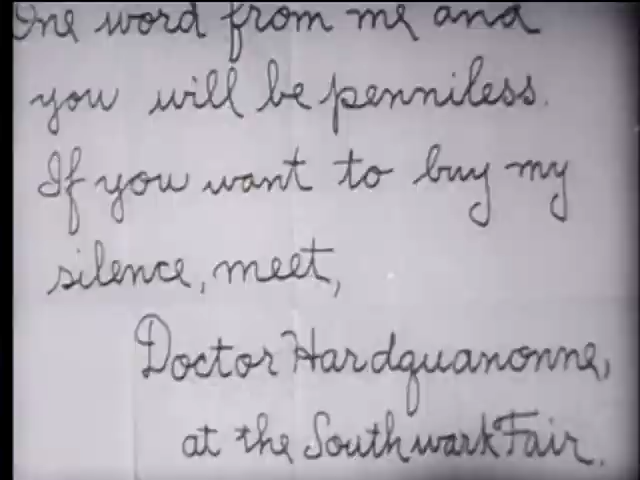 One word from me and
you will be penniless.
If you want to buy my
silence, meet,
Doctor Hardquanonne,
at the Southwark Fair.